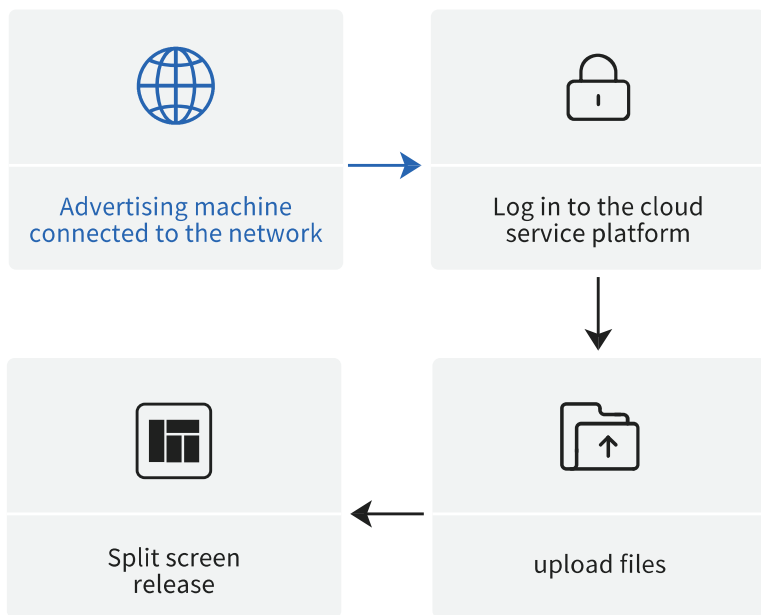 Advertising machine
connected to the network
Log in to the cloud
service platform
upload files
Split screen
release